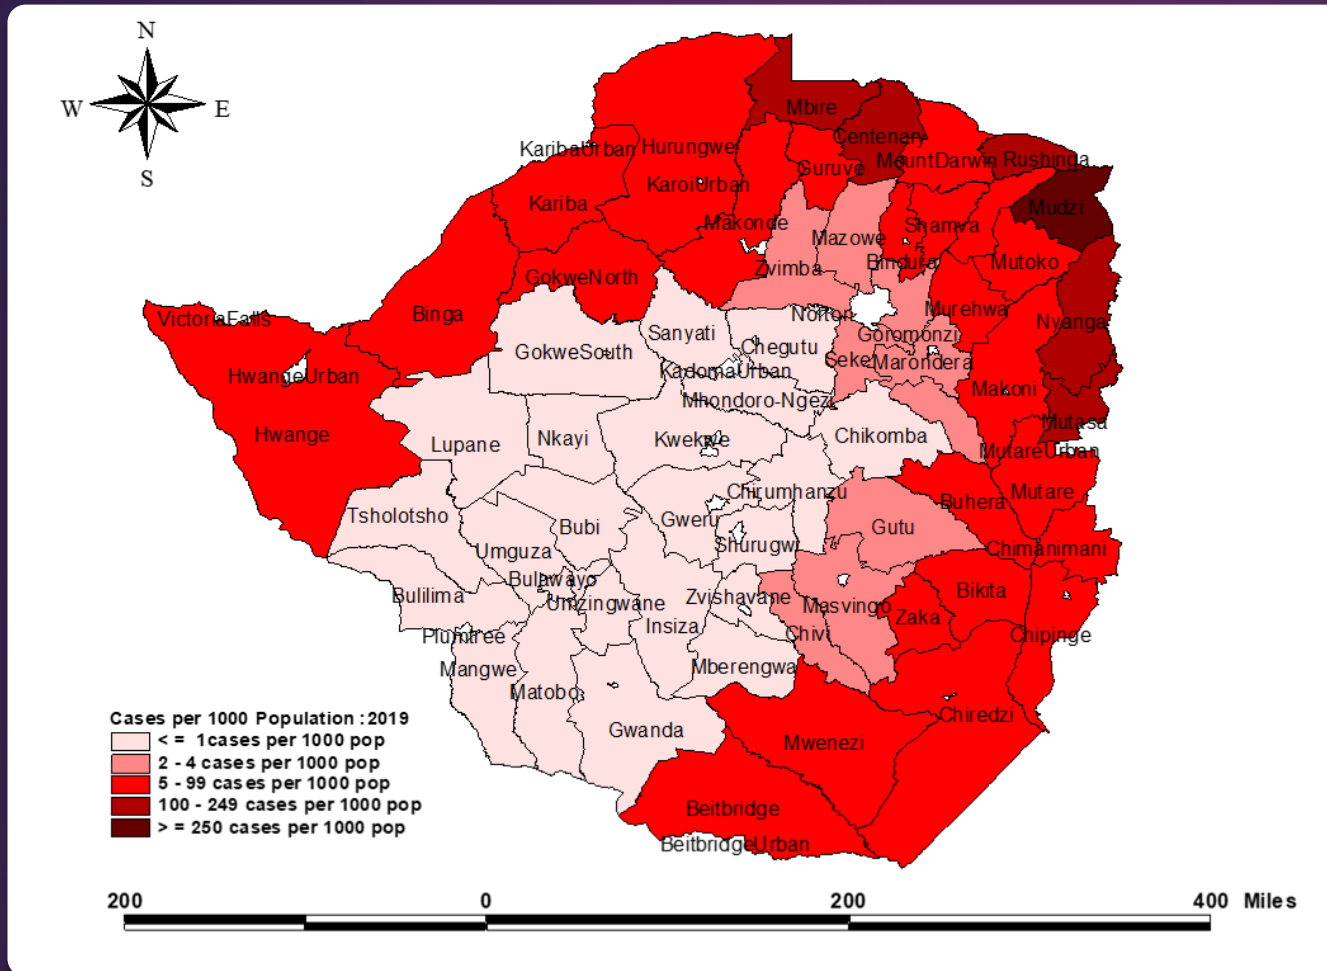 N
W E
S
Mbire
Centenary
KaribaUrban Hurungwe Guruve MountDarwin Rushinga
KaroiUrban
Kariba Mudzi
Makonde Shamva
Mazowe
Zvimba Bindura Mutoko
GokweNorth
VictoriaFalls Binga Norton Murehwa Nyanga
Sanyati Goromonzi
GokweSouth Chegutu
HwangeUrban KadomaUrban Seke Marondera
Mhondoro-Ngezi Makoni
Hwange Lupane Nkayi Kwekwe Chikomba Mutasa
MutareUrban
Chirumhanzu Buhera Mutare
Tsholotsho Bubi Gweru Gutu
Umguza Shurugwi Chimanimani
Bulawayo
Bulilima Umzingwane Zvishavane Masvingo Zaka Bikita
Plumtree Insiza Chivi Chipinge
Mangwe Mberengwa
Matobo
Gwanda Mwenezi Chiredzi
Cases per 1000 Population :2019
< = 1cases per 1000 pop
2 - 4 cases per 1000 pop
5 - 99 cases per 1000 pop
100 - 249 cases per 1000 pop
> = 250 cases per 1000 pop
Beitbridge
BeitbridgeUrban
200 0 200 400 Miles